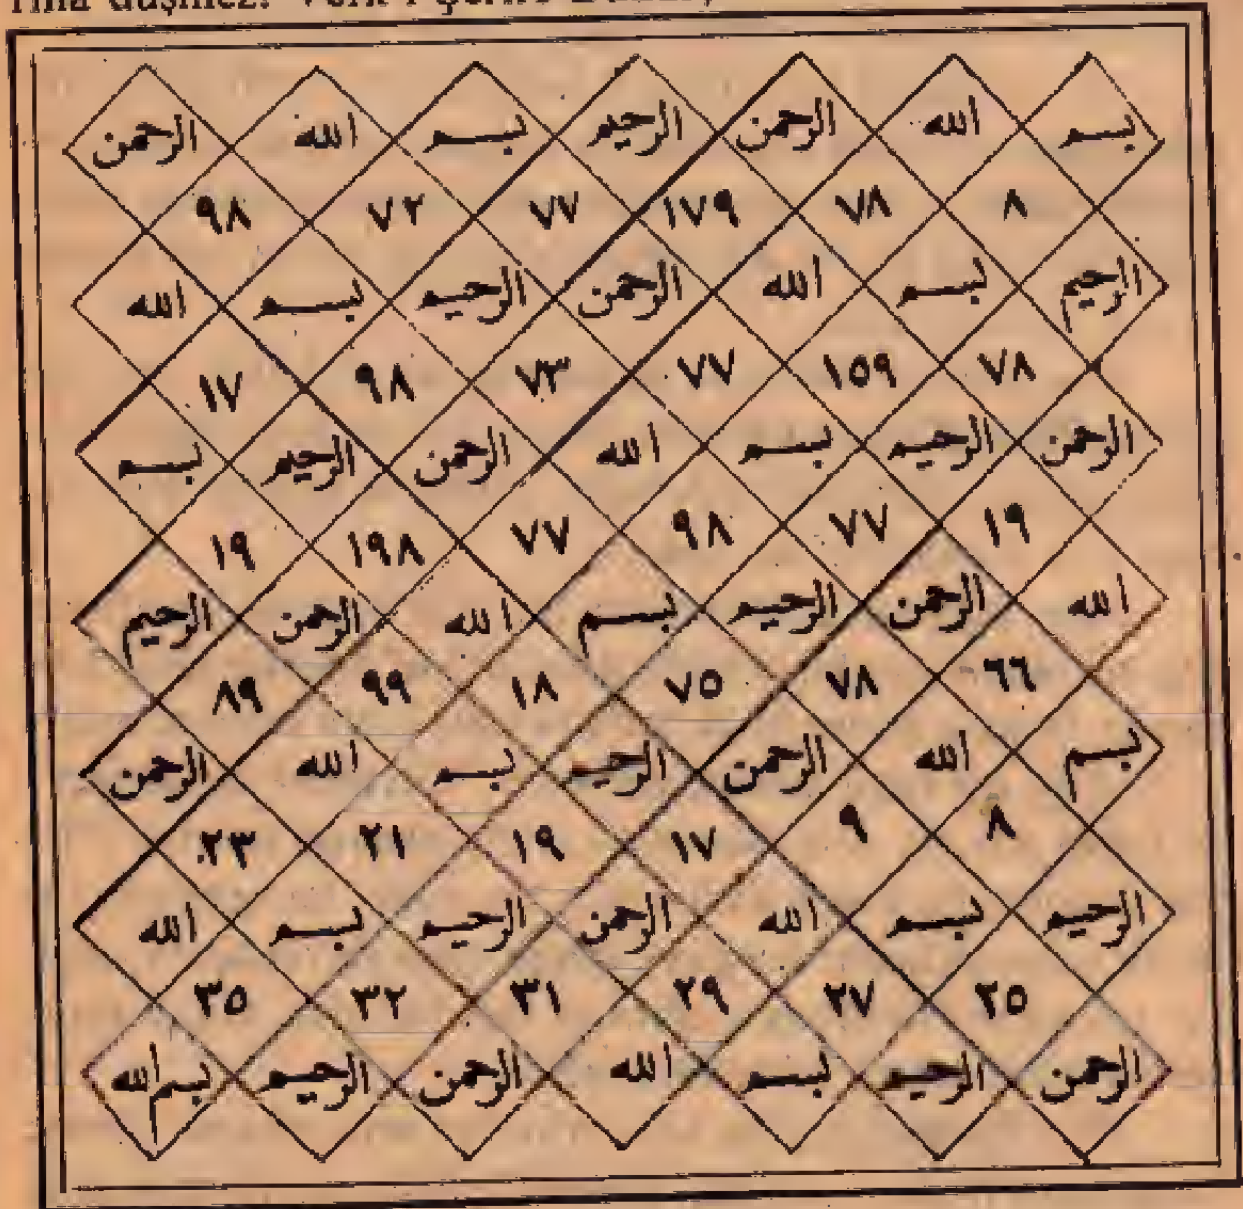 بسم الله الرحمن الرحيم بسم الله الرحمن
٨ ٧٨ ١٧٩ ٧٧ ٧٢ ٩٨
الرحيم بسم الله الرحمن الرحيم بسم الله
٧٨ ١٥٩ ٧٧ ٧٣ ٩٨ ١٧
الرحمن الرحيم بسم الله الرحمن الرحيم بسم
١٩ ٧٧ ٩٨ ٧٧ ١٩٨ ١٩
الله الرحمن الرحيم بسم الله الرحمن الرحيم
٦٦ ٧٨ ٧٥ ١٨ ٩٩ ٨٩
بسم الله الرحمن الرحيم بسم الله الرحمن
٨ ٩ ١٧ ١٩ ٢١ ٢٣
الرحيم بسم الله الرحمن الرحيم بسم الله
٢٥ ٢٧ ٢٩ ٣١ ٣٢ ٣٥
الرحمن الرحيم بسم الله الرحمن الرحيم بسم الله